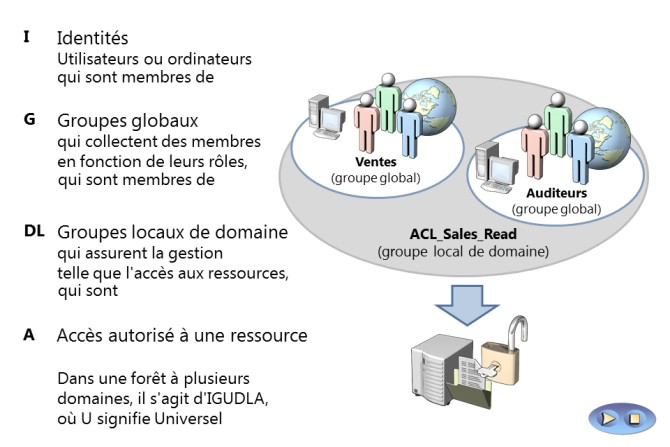 I Identités
Utilisateurs ou ordinateurs
qui sont membres de
G Groupes globaux
qui collectent des membres
en fonction de leurs rôles,
qui sont membres de
DL Groupes locaux de domaine
qui assurent la gestion
telle que l'accès aux ressources,
qui sont
A Accès autorisé à une ressource
Dans une forêt à plusieurs
domaines, il s'agit d'IGUDLA,
où U signifie Universel
Ventes
(groupe global)
Auditeurs
(groupe global)
ACL_Sales_Read
(groupe local de domaine)